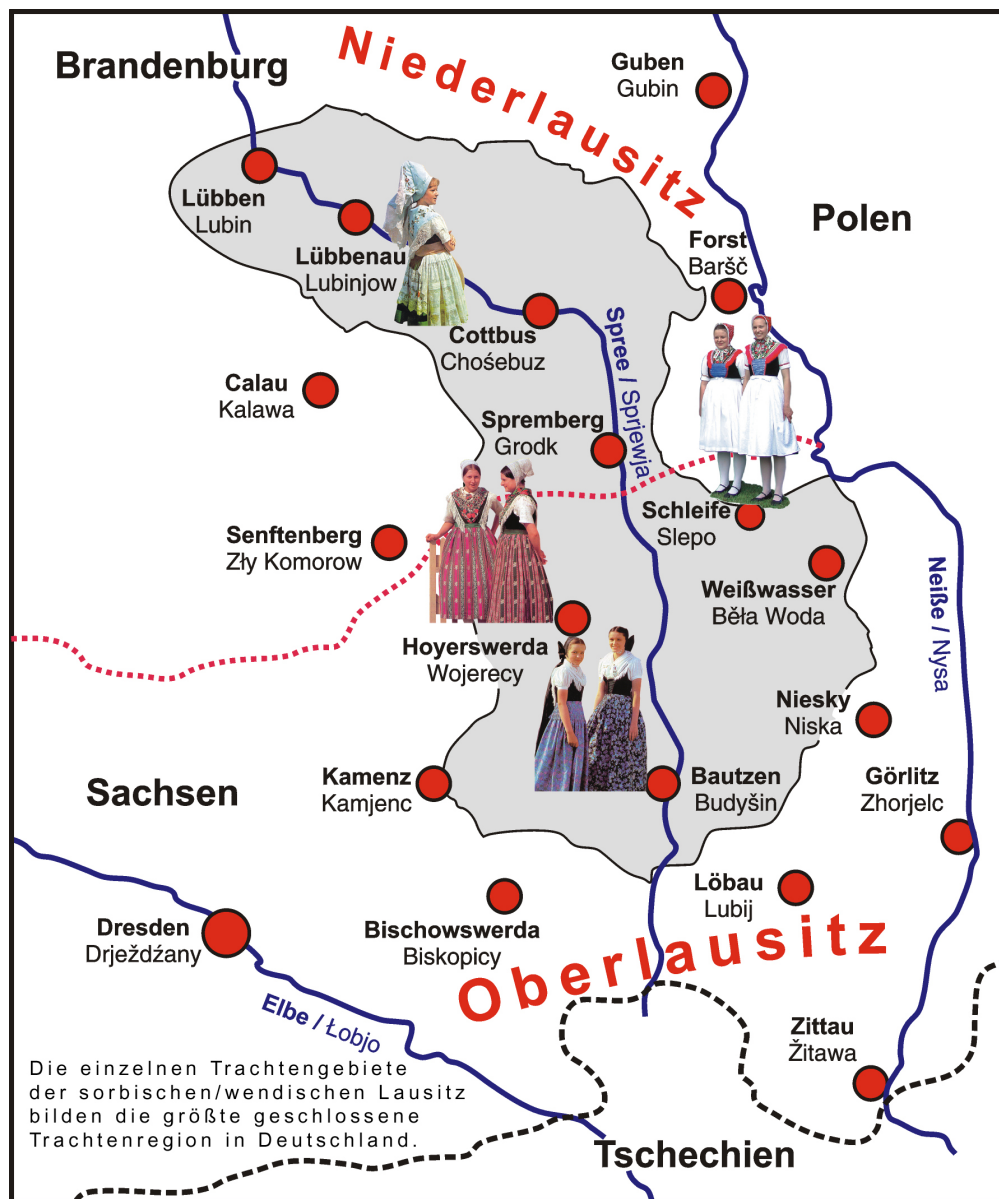 Brandenburg
Niederlausitz
Guben
Gubin
Lübben
Lubin
Polen
Forst
Baršč
Lübbenau
Lubinjow
Cottbus
Chośebuz
Spree / Sprjewja
Calau
Kalawa
Spremberg
Grodk
Schleife
Slepo
Senftenberg
Zły Komorow
Weißwasser
Běła Woda
Neiße / Nysa
Hoyerswerda
Wojerecy
Niesky
Niska
Sachsen
Kamenz
Kamjenc
Bautzen
Budyšin
Görlitz
Zhorjelc
Löbau
Lubij
Dresden
Drježdźany
Bischowswerda
Biskopicy
Oberlausitz
Elbe / Łobjo
Zittau
Žitawa
Die einzelnen Trachtengebiete
der sorbischen/wendischen Lausitz
bilden die größte geschlossene
Trachtenregion in Deutschland.
Tschechien